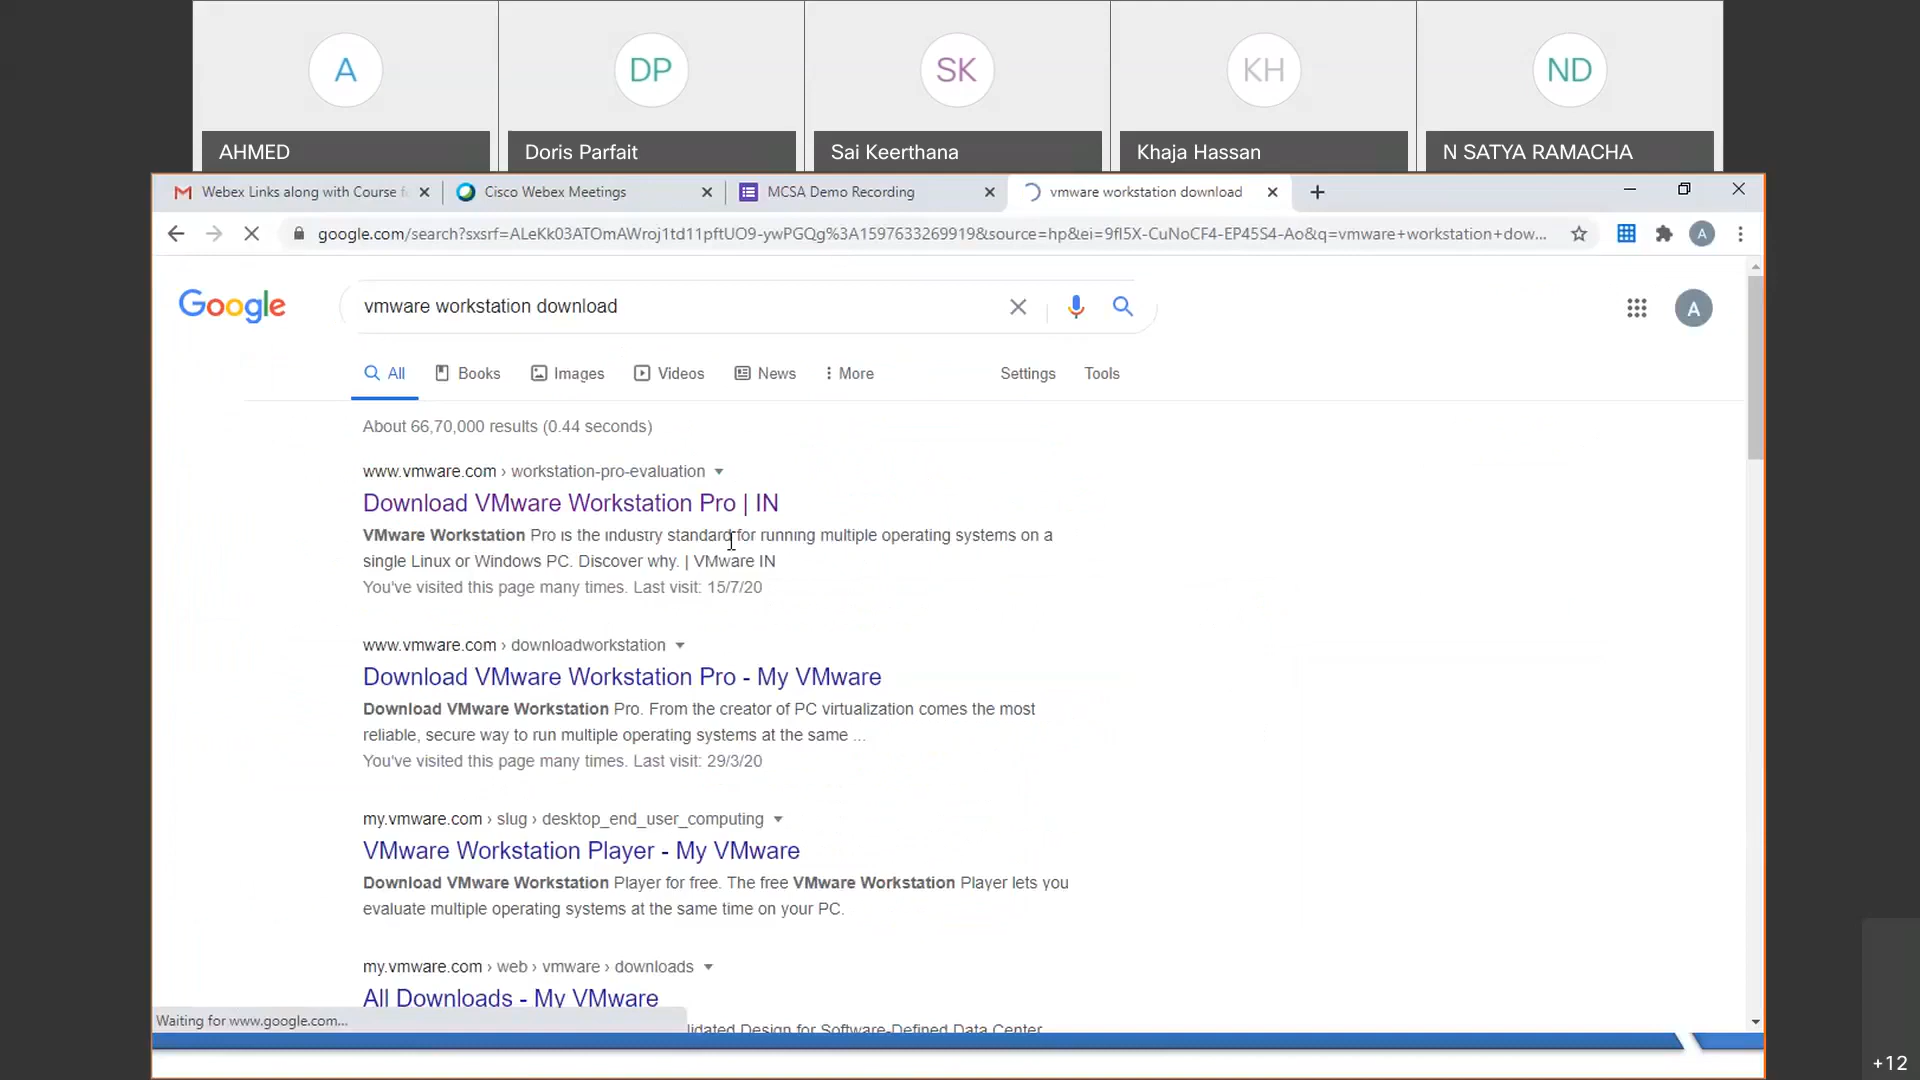 A
DP
SK
KH
ND
AHMED
Doris Parfait
Sai Keerthana
Khaja Hassan
N SATYA RAMACHA
Webex Links along with Course f
Cisco Webex Meetings
MCSA Demo Recording
vmware workstation download
google.com/search?sxsrf=ALeKk03ATOmAWroj1td11pftUO9-ywPGQg%3A1597633269919&source=hp&ei=9fI5X-CuNoCF4-EP45S4-Ao&q=vmware+workstation+dow...
A
Google
vmware workstation download
A
All
Books
Images
Videos
News
More
Settings
Tools
About 66,70,000 results (0.44 seconds)
www.vmware.com › workstation-pro-evaluation
Download VMware Workstation Pro | IN
VMware Workstation Pro is the industry standard for running multiple operating systems on a
single Linux or Windows PC. Discover why. | VMware IN
You've visited this page many times. Last visit: 15/7/20
www.vmware.com › downloadworkstation
Download VMware Workstation Pro - My VMware
Download VMware Workstation Pro. From the creator of PC virtualization comes the most
reliable, secure way to run multiple operating systems at the same ...
You've visited this page many times. Last visit: 29/3/20
my.vmware.com › slug › desktop_end_user_computing
VMware Workstation Player - My VMware
Download VMware Workstation Player for free. The free VMware Workstation Player lets you
evaluate multiple operating systems at the same time on your PC.
my.vmware.com › web › vmware › downloads
All Downloads - My VMware
Waiting for www.google.com...
lidated Design for Software-Defined Data Center
+12